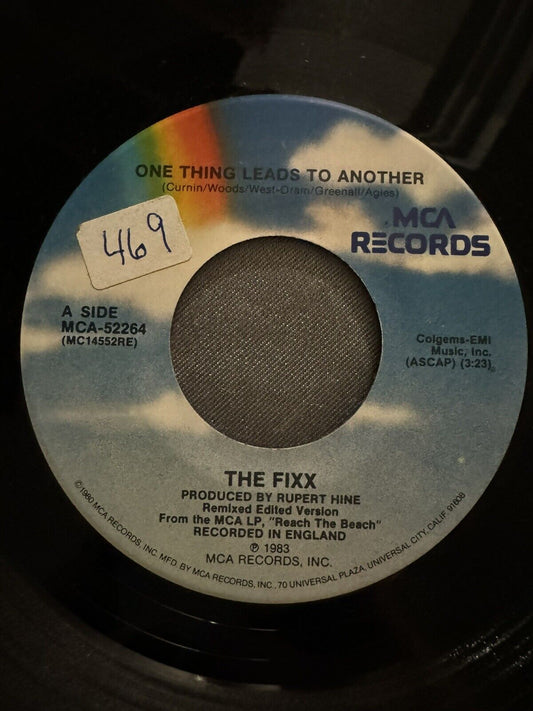 ONE THING LEADS TO ANOTHER
(Curnin/Woods/West-Oram/Greenall/Agies)
MCA
RECORDS
469
A SIDE
MCA-52264
(MC14552RE)
Colgems-EMI
Music, Inc.
(ASCAP) (3:23)
THE FIXX
PRODUCED BY RUPERT HINE
Remixed Edited Version
From the MCA LP, "Reach The Beach"
RECORDED IN ENGLAND
℗ 1983
MCA RECORDS, INC.
©1980 MCA RECORDS, INC. MFD. BY MCA RECORDS, INC., 70 UNIVERSAL PLAZA, UNIVERSAL CITY, CALIF. 91608